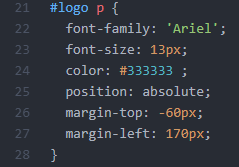 21 #logo p {
22 font-family: 'Ariel';
23 font-size: 13px;
24 color: #333333 ;
25 position: absolute;
26 margin-top: -60px;
27 margin-left: 170px;
28 }